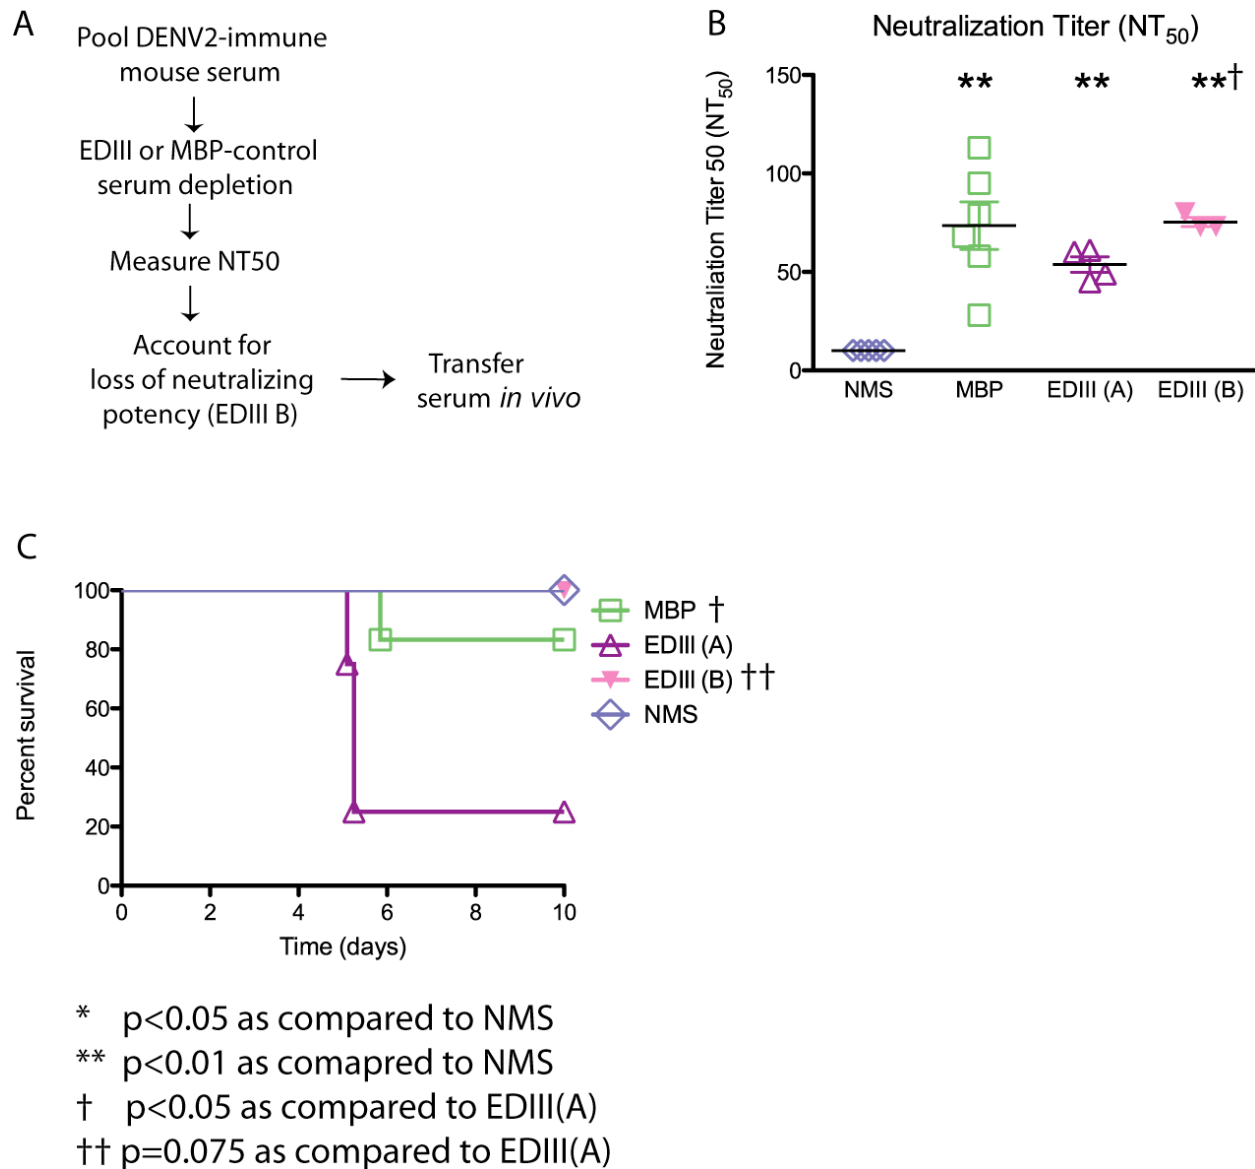 A
Pool DENV2-immune
mouse serum
EDIII or MBP-control
serum depletion
Measure NT50
Account for
loss of neutralizing
potency (EDIII B)
Transfer
serum in vivo
B
Neutralization Titer (NT50)
Neutraliation Titer 50 (NT50)
150
100
50
0
** ** **†
NMS MBP EDIII (A) EDIII (B)
C
Percent survival
100
80
60
40
20
0
0 2 4 6 8 10
Time (days)
MBP †
EDIII (A)
EDIII (B) ††
NMS
* p<0.05 as compared to NMS
** p<0.01 as comapred to NMS
† p<0.05 as compared to EDIII(A)
†† p=0.075 as compared to EDIII(A)